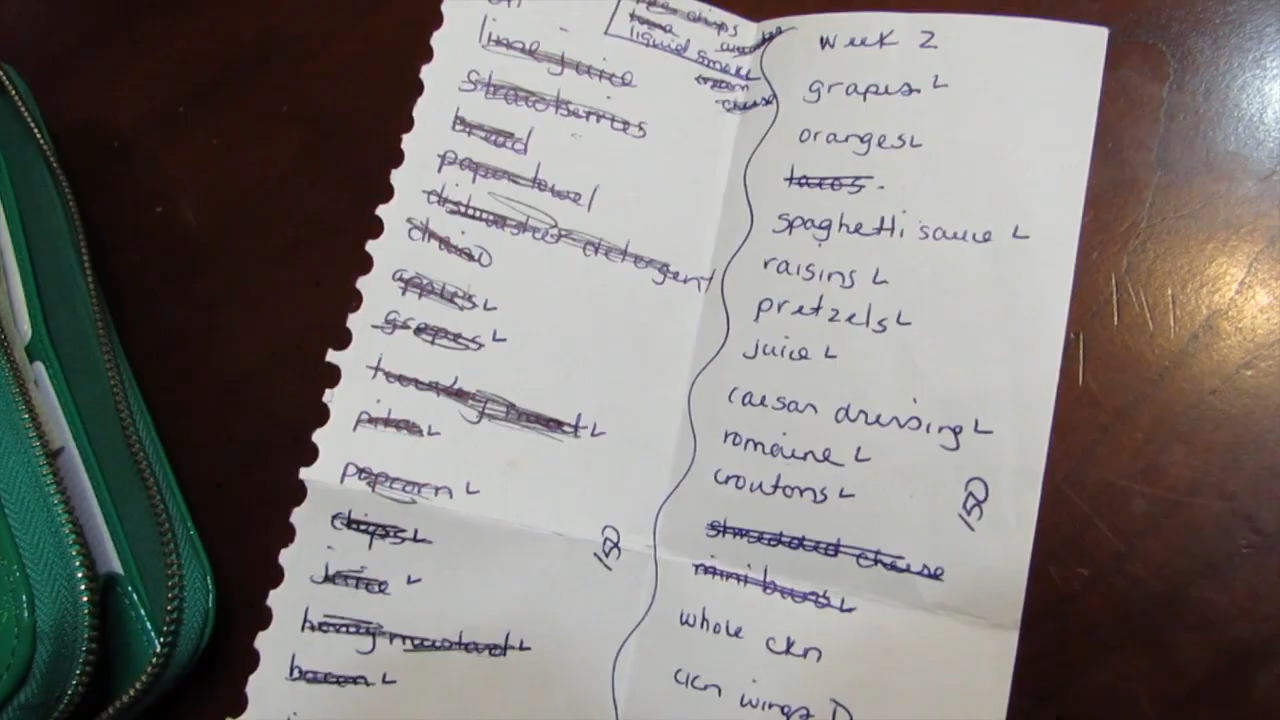 lime juice
strawberries
bread
paper towel
dishwasher detergent
apples L
grapes L
L
pitas L
popcorn L
chips L
juice L
honey mustard L
bacon L
150
chips
liquid smoke
cream
cheese
Week 2
grapes L
oranges L
tacos
spaghetti sauce L
raisins L
pretzels L
juice L
caesar dressing L
romaine L
croutons L
150
shredded cheese
mini L
whole ckn
ckn wings D